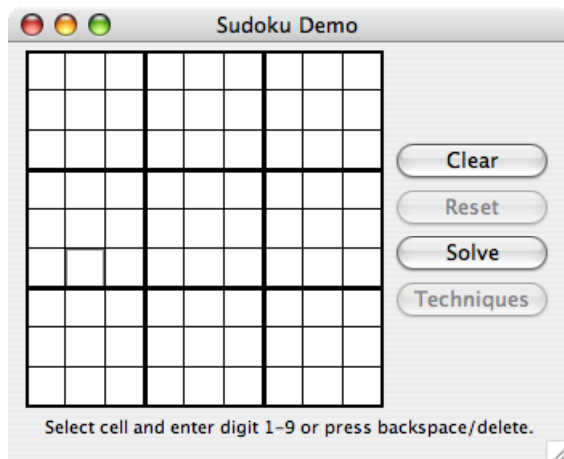 Sudoku Demo
Clear
Reset
Solve
Techniques
Select cell and enter digit 1-9 or press backspace/delete.